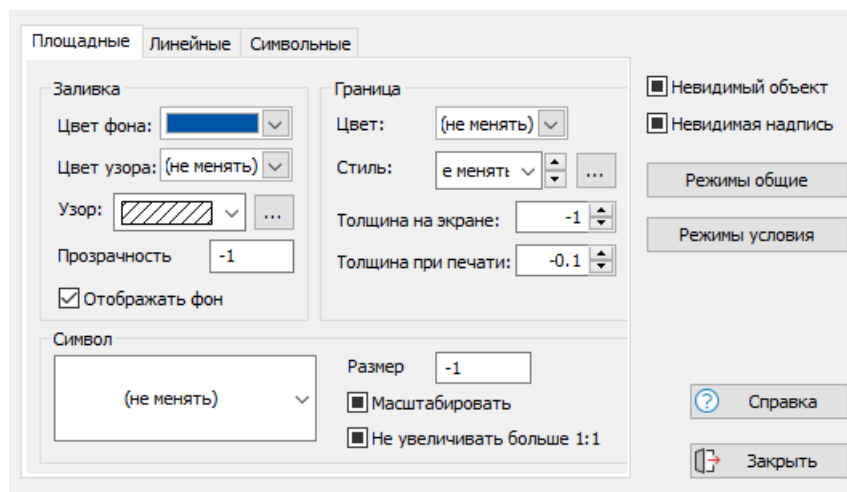 Площадные Линейные Символьные
Заливка
Цвет фона:
Цвет узора: (не менять)
Узор: ...
Прозрачность -1
Отображать фон
Граница
Цвет: (не менять)
Стиль: е менять ...
Толщина на экране: -1
Толщина при печати: -0.1
Символ
(не менять)
Размер -1
Масштабировать
Не увеличивать больше 1:1
Невидимый объект
Невидимая надпись
Режимы общие
Режимы условия
? Справка
Закрыть